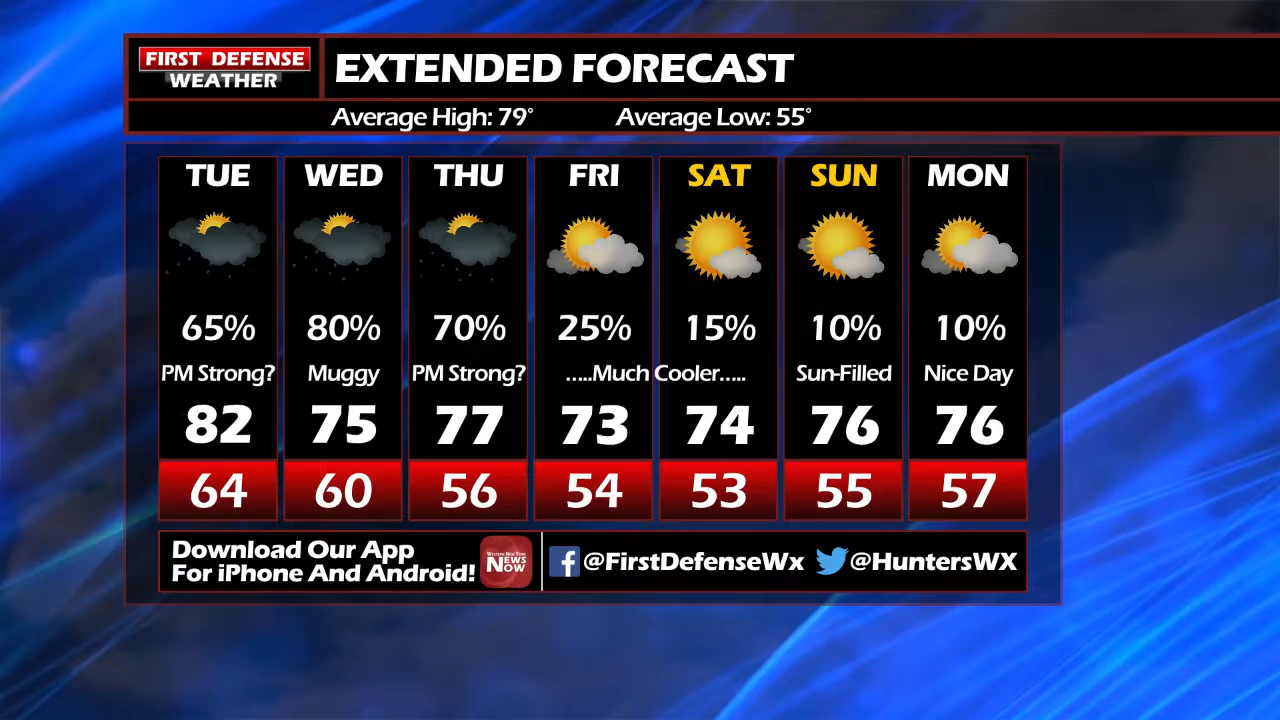 FIRST DEFENSE
WEATHER
EXTENDED FORECAST
Average High: 79° Average Low: 55°
TUE WED THU FRI SAT SUN MON
65% 80% 70% 25% 15% 10% 10%
PM Strong? Muggy PM Strong? .....Much Cooler..... Sun-Filled Nice Day
82 75 77 73 74 76 76
64 60 56 54 53 55 57
Download Our App
For iPhone And Android!
WESTERN NEW YORK
NEWS
NOW
f @FirstDefenseWx @HuntersWX